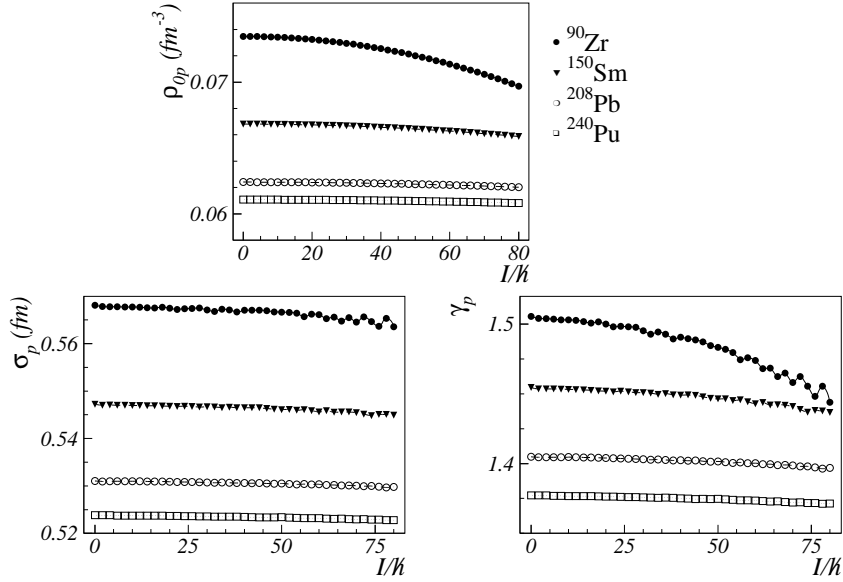 ρ0p (fm-3)
0.07
0.06
0 20 40 60 80
I/ħ
90Zr
150Sm
208Pb
240Pu
σp (fm)
0.56
0.54
0.52
0 25 50 75
I/ħ
γp
1.5
1.4
0 25 50 75
I/ħ